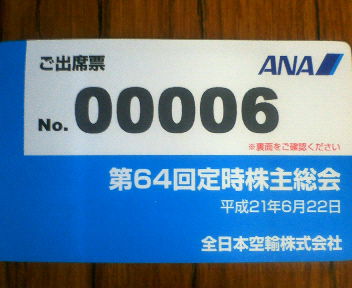 ご出席票
ANA
No. 00006
※裏面をご確認ください
第64回定時株主総会
平成21年6月22日
全日本空輸株式会社